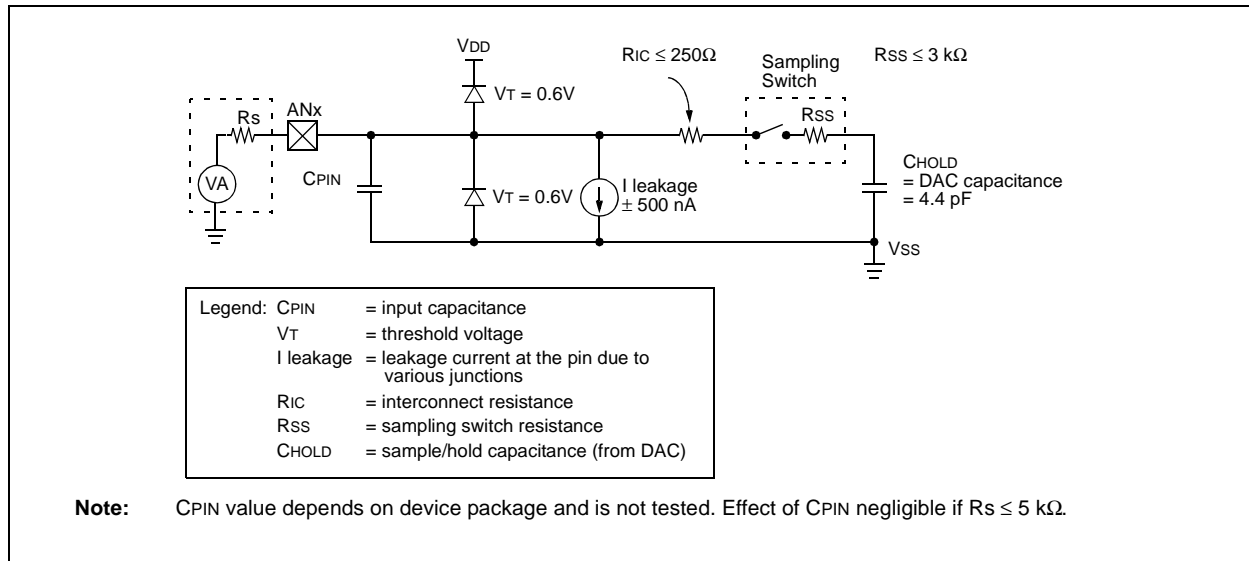 VDD
RIC ≤ 250Ω
Sampling
Switch
RSS ≤ 3 kΩ
VT = 0.6V
Rs
ANx
RSS
VA
CPIN
VT = 0.6V
I leakage
± 500 nA
CHOLD
= DAC capacitance
= 4.4 pF
VSS
Legend: CPIN = input capacitance
VT = threshold voltage
I leakage = leakage current at the pin due to
various junctions
RIC = interconnect resistance
RSS = sampling switch resistance
CHOLD = sample/hold capacitance (from DAC)
Note: CPIN value depends on device package and is not tested. Effect of CPIN negligible if Rs ≤ 5 kΩ.